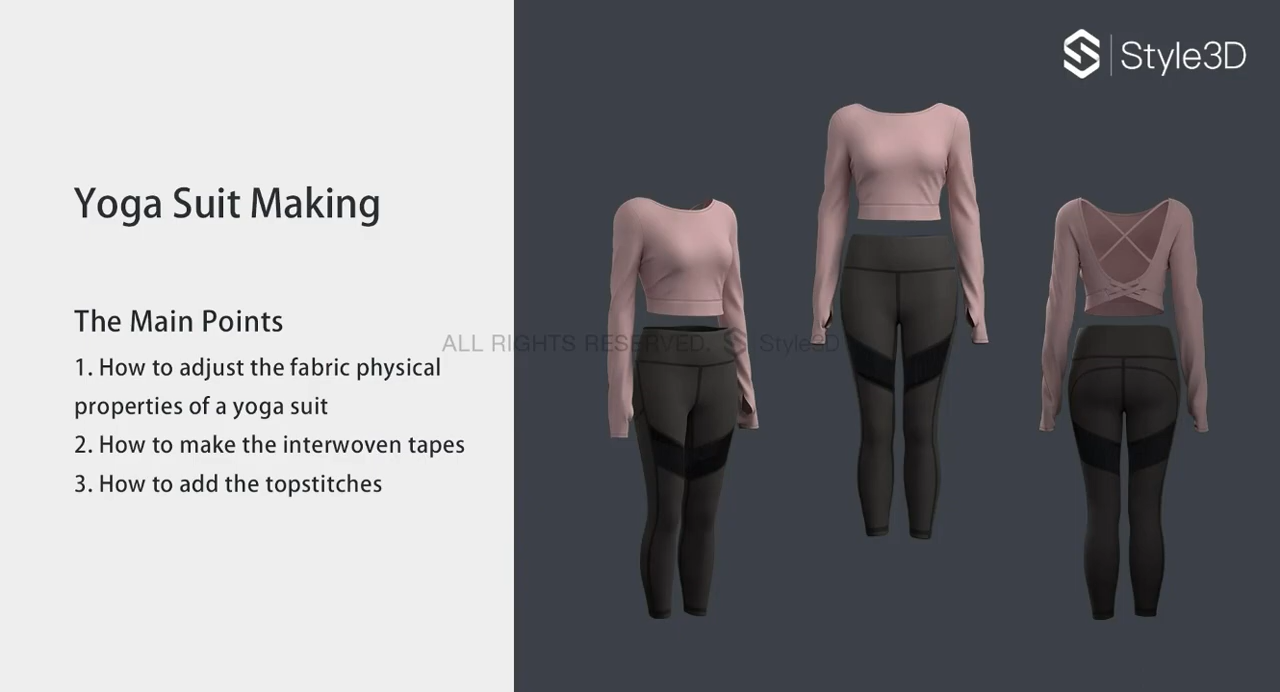 Style3D
Yoga Suit Making
The Main Points
1. How to adjust the fabric physical
properties of a yoga suit
2. How to make the interwoven tapes
3. How to add the topstitches
ALL RIGHTS RESERVED. Style3D